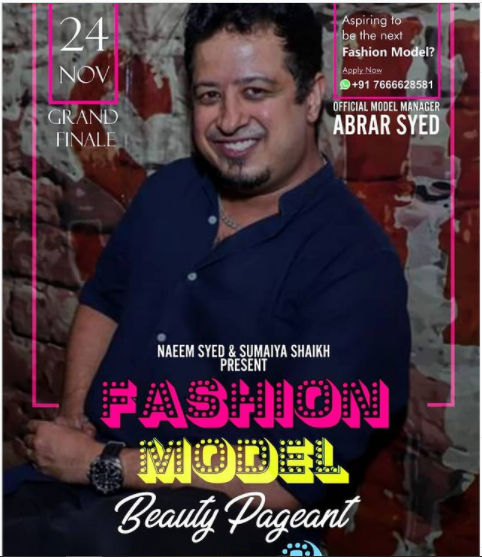 24
NOV
GRAND
FINALE
Aspiring to
be the next
Fashion Model?
Apply Now
+91 7666628581
OFFICIAL MODEL MANAGER
ABRAR SYED
NAEEM SYED & SUMAIYA SHAIKH
PRESENT
FASHION
MODEL
Beauty Pageant